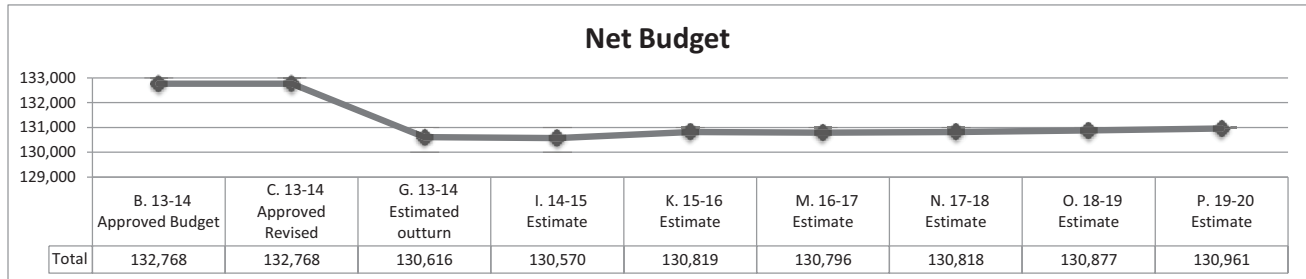 Net Budget
133,000
132,000
131,000
130,000
129,000
B. 13-14 Approved Budget
C. 13-14 Approved Revised
G. 13-14 Estimated outturn
I. 14-15 Estimate
K. 15-16 Estimate
M. 16-17 Estimate
N. 17-18 Estimate
O. 18-19 Estimate
P. 19-20 Estimate
Total 132,768 132,768 130,616 130,570 130,819 130,796 130,818 130,877 130,961